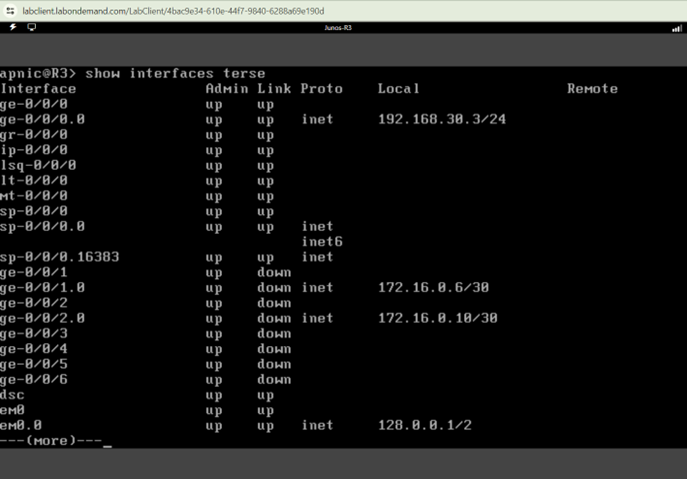 labclient.labondemand.com/LabClient/4bac9e34-610e-44f7-9840-6288a69e190d
Junos-R3
apnic@R3> show interfaces terse
Interface Admin Link Proto Local Remote
ge-0/0/0 up up
ge-0/0/0.0 up up inet 192.168.30.3/24
gr-0/0/0 up up
ip-0/0/0 up up
lsq-0/0/0 up up
lt-0/0/0 up up
mt-0/0/0 up up
sp-0/0/0 up up
sp-0/0/0.0 up up inet
inet6
sp-0/0/0.16383 up up inet
ge-0/0/1 up down
ge-0/0/1.0 up down inet 172.16.0.6/30
ge-0/0/2 up down
ge-0/0/2.0 up down inet 172.16.0.10/30
ge-0/0/3 up down
ge-0/0/4 up down
ge-0/0/5 up down
ge-0/0/6 up down
dsc up up
em0 up up
em0.0 up up inet 128.0.0.1/2
---(more)---